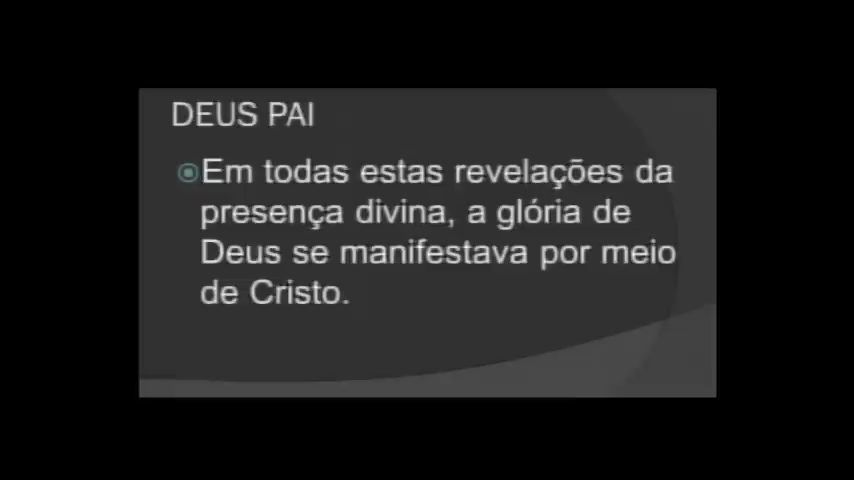 DEUS PAI
Em todas estas revelações da
presença divina, a glória de
Deus se manifestava por meio
de Cristo.